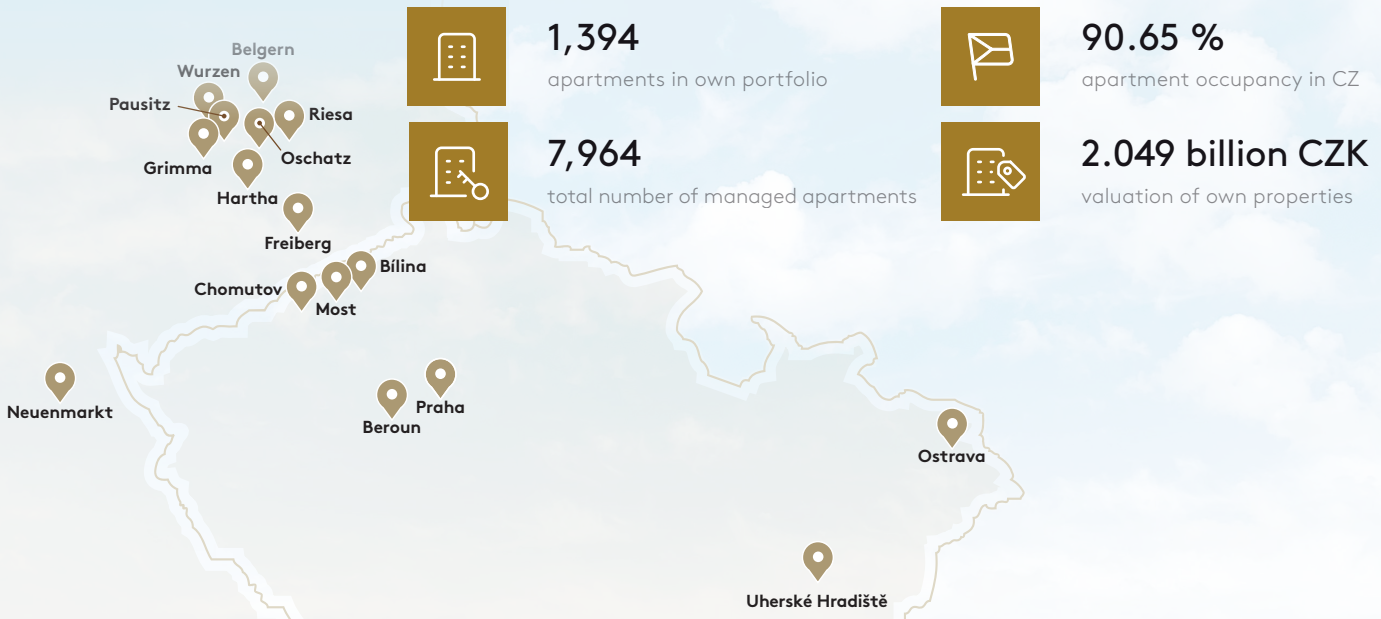 1,394
apartments in own portfolio
90.65 %
apartment occupancy in CZ
7,964
total number of managed apartments
2.049 billion CZK
valuation of own properties
Belgern
Wurzen
Pausitz
Riesa
Oschatz
Grimma
Hartha
Freiberg
Bílina
Chomutov
Most
Neuenmarkt
Praha
Beroun
Ostrava
Uherské Hradiště